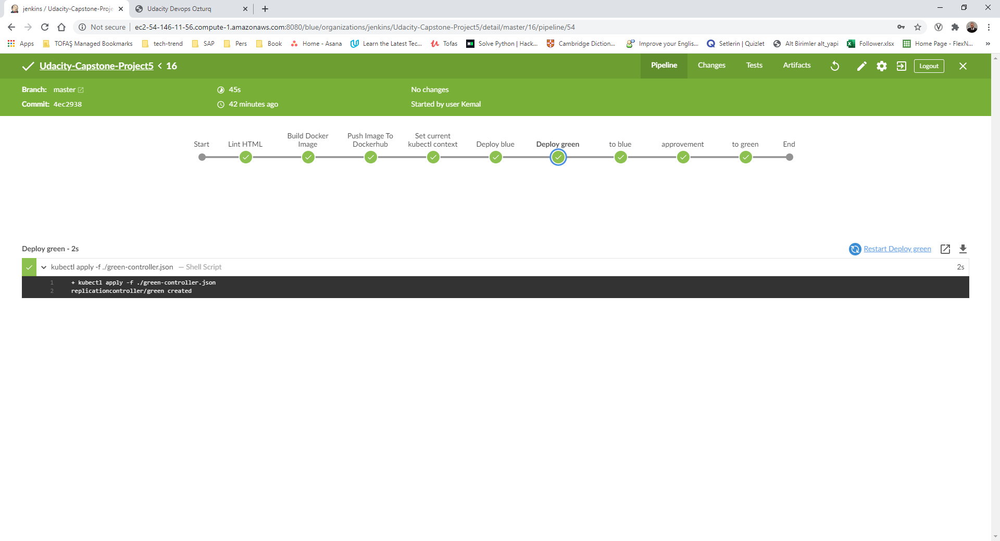 jenkins / Udacity-Capstone-Proje
Udacity Devops Ozturq
Not secure
ec2-54-146-11-56.compute-1.amazonaws.com:8080/blue/organizations/jenkins/Udacity-Capstone-Project5/detail/master/16/pipeline/54
Apps
TOFAŞ Managed Bookmarks
tech-trend
SAP
Pers
Book
Home - Asana
Learn the Latest Tec...
Tofas
Solve Python | Hack...
Cambridge Diction...
Improve your Englis...
Setlerin | Quizlet
Alt Birimler alt_yapi
Follower.xlsx
Home Page - FlexN...
»
Udacity-Capstone-Project5 < 16
Pipeline
Changes
Tests
Artifacts
Logout
Branch: master
45s
No changes
Commit: 4ec2938
42 minutes ago
Started by user Kemal
Start
Lint HTML
Build Docker
Image
Push Image To
Dockerhub
Set current
kubectl context
Deploy blue
Deploy green
to blue
approvement
to green
End
Deploy green - 2s
Restart Deploy green
kubectl apply -f ./green-controller.json — Shell Script
2s
1 + kubectl apply -f ./green-controller.json
2 replicationcontroller/green created